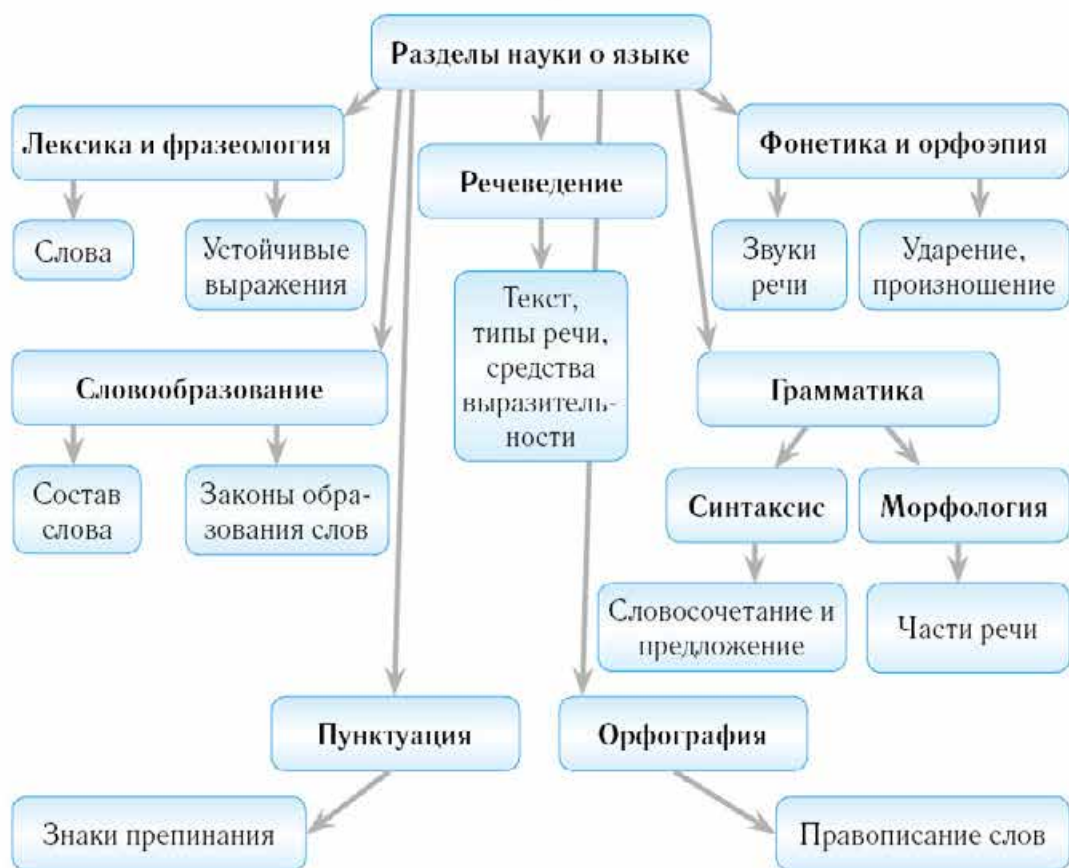 Разделы науки о языке
Лексика и фразеология
Фонетика и орфоэпия
Речеведение
Слова
Устойчивые
выражения
Звуки
речи
Ударение,
произношение
Текст,
типы речи,
средства
выразитель-
ности
Словообразование
Грамматика
Состав
слова
Законы обра-
зования слов
Синтаксис
Морфология
Словосочетание и
предложение
Части речи
Пунктуация
Орфография
Знаки препинания
Правописание слов